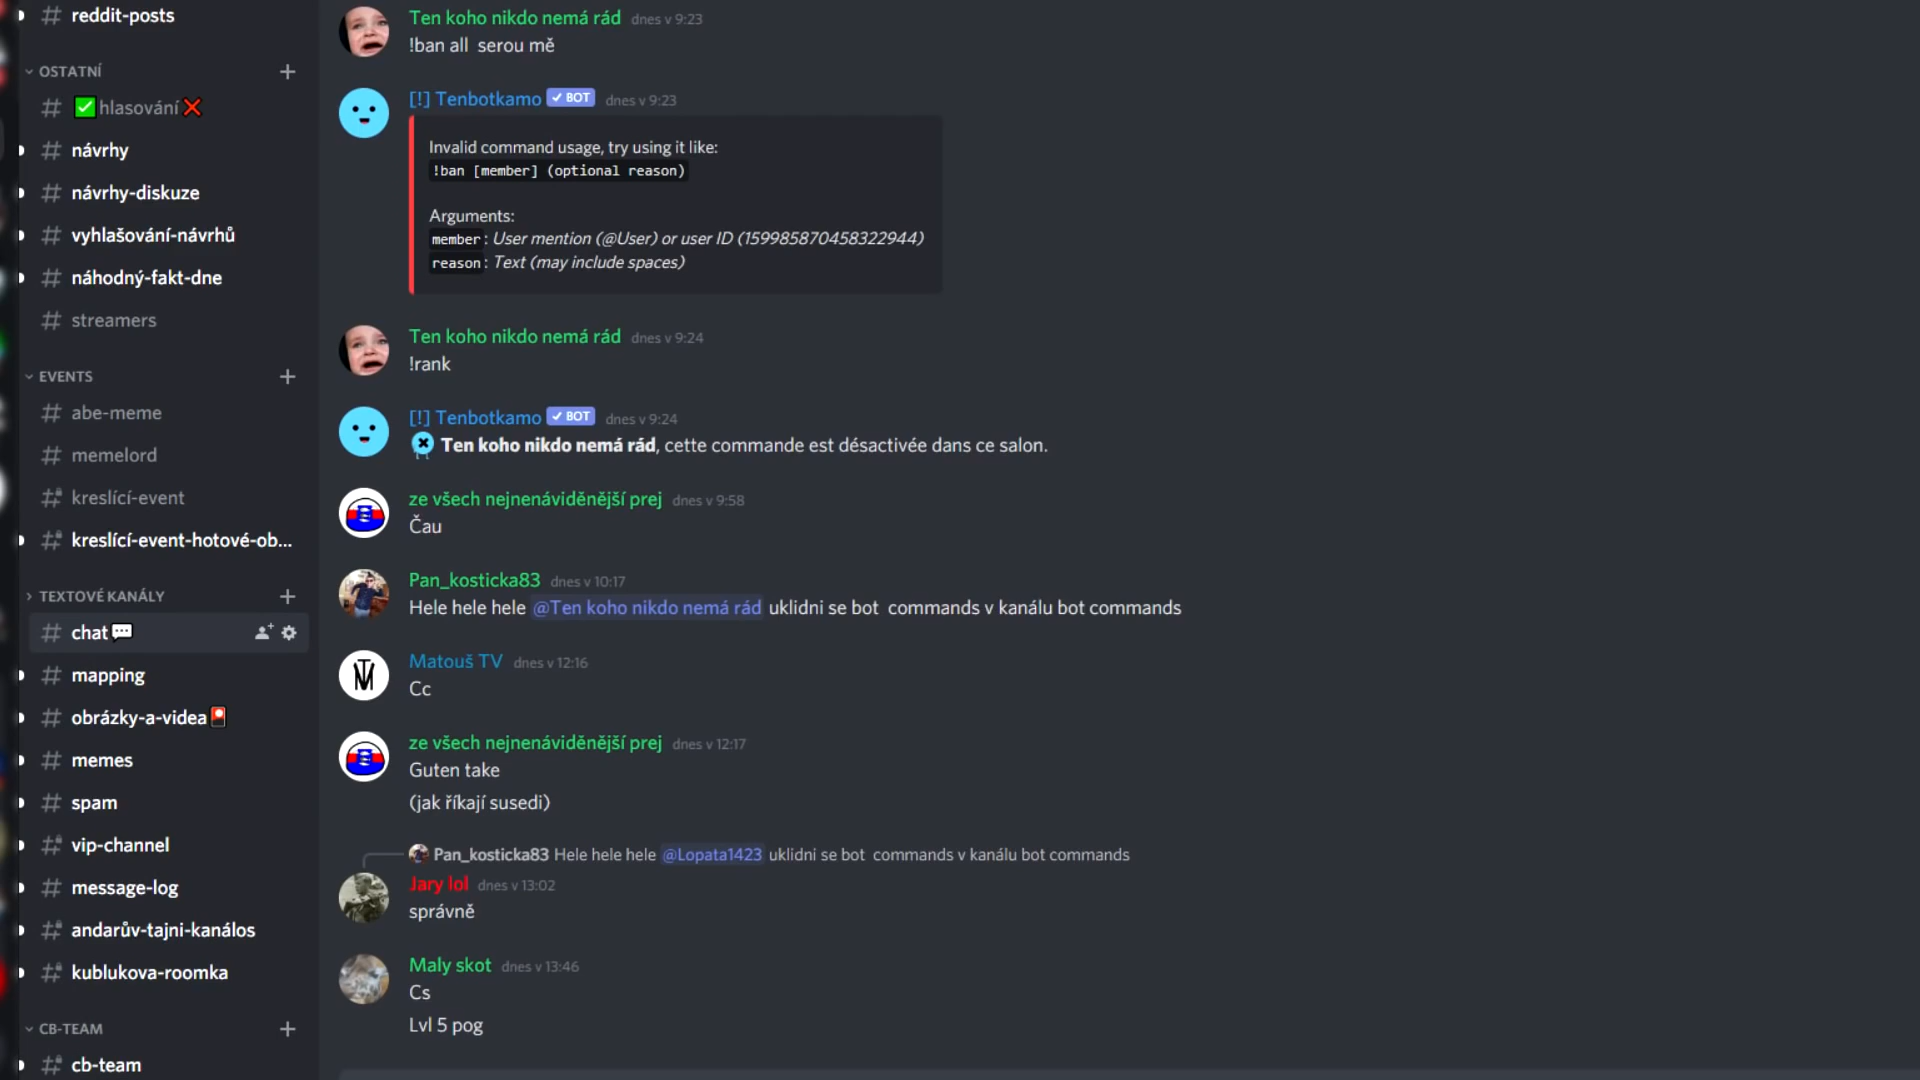 reddit-posts
OSTATNÍ
✅hlasování❌
návrhy
návrhy-diskuze
vyhlašování-návrhů
náhodný-fakt-dne
streamers
EVENTS
abe-meme
memelord
kreslící-event
kreslící-event-hotové-ob...
TEXTOVÉ KANÁLY
chat💬
mapping
obrázky-a-videa🎴
memes
spam
vip-channel
message-log
andarův-tajni-kanálos
kublukova-roomka
CB-TEAM
cb-team
Ten koho nikdo nemá rád dnes v 9:23
!ban all serou mě
[!] Tenbotkamo ✓ BOT dnes v 9:23
Invalid command usage, try using it like:
!ban [member] (optional reason)
Arguments:
member: User mention (@User) or user ID (159985870458322944)
reason: Text (may include spaces)
Ten koho nikdo nemá rád dnes v 9:24
!rank
[!] Tenbotkamo ✓ BOT dnes v 9:24
Ten koho nikdo nemá rád, cette commande est désactivée dans ce salon.
ze všech nejnenáviděnější prej dnes v 9:58
Čau
Pan_kosticka83 dnes v 10:17
Hele hele hele @Ten koho nikdo nemá rád uklidni se bot commands v kanálu bot commands
Matouš TV dnes v 12:16
Cc
ze všech nejnenáviděnější prej dnes v 12:17
Guten take
(jak říkají susedi)
Pan_kosticka83 Hele hele hele @Lopata1423 uklidni se bot commands v kanálu bot commands
Jary lol dnes v 13:02
správně
Maly skot dnes v 13:46
Cs
Lvl 5 pog